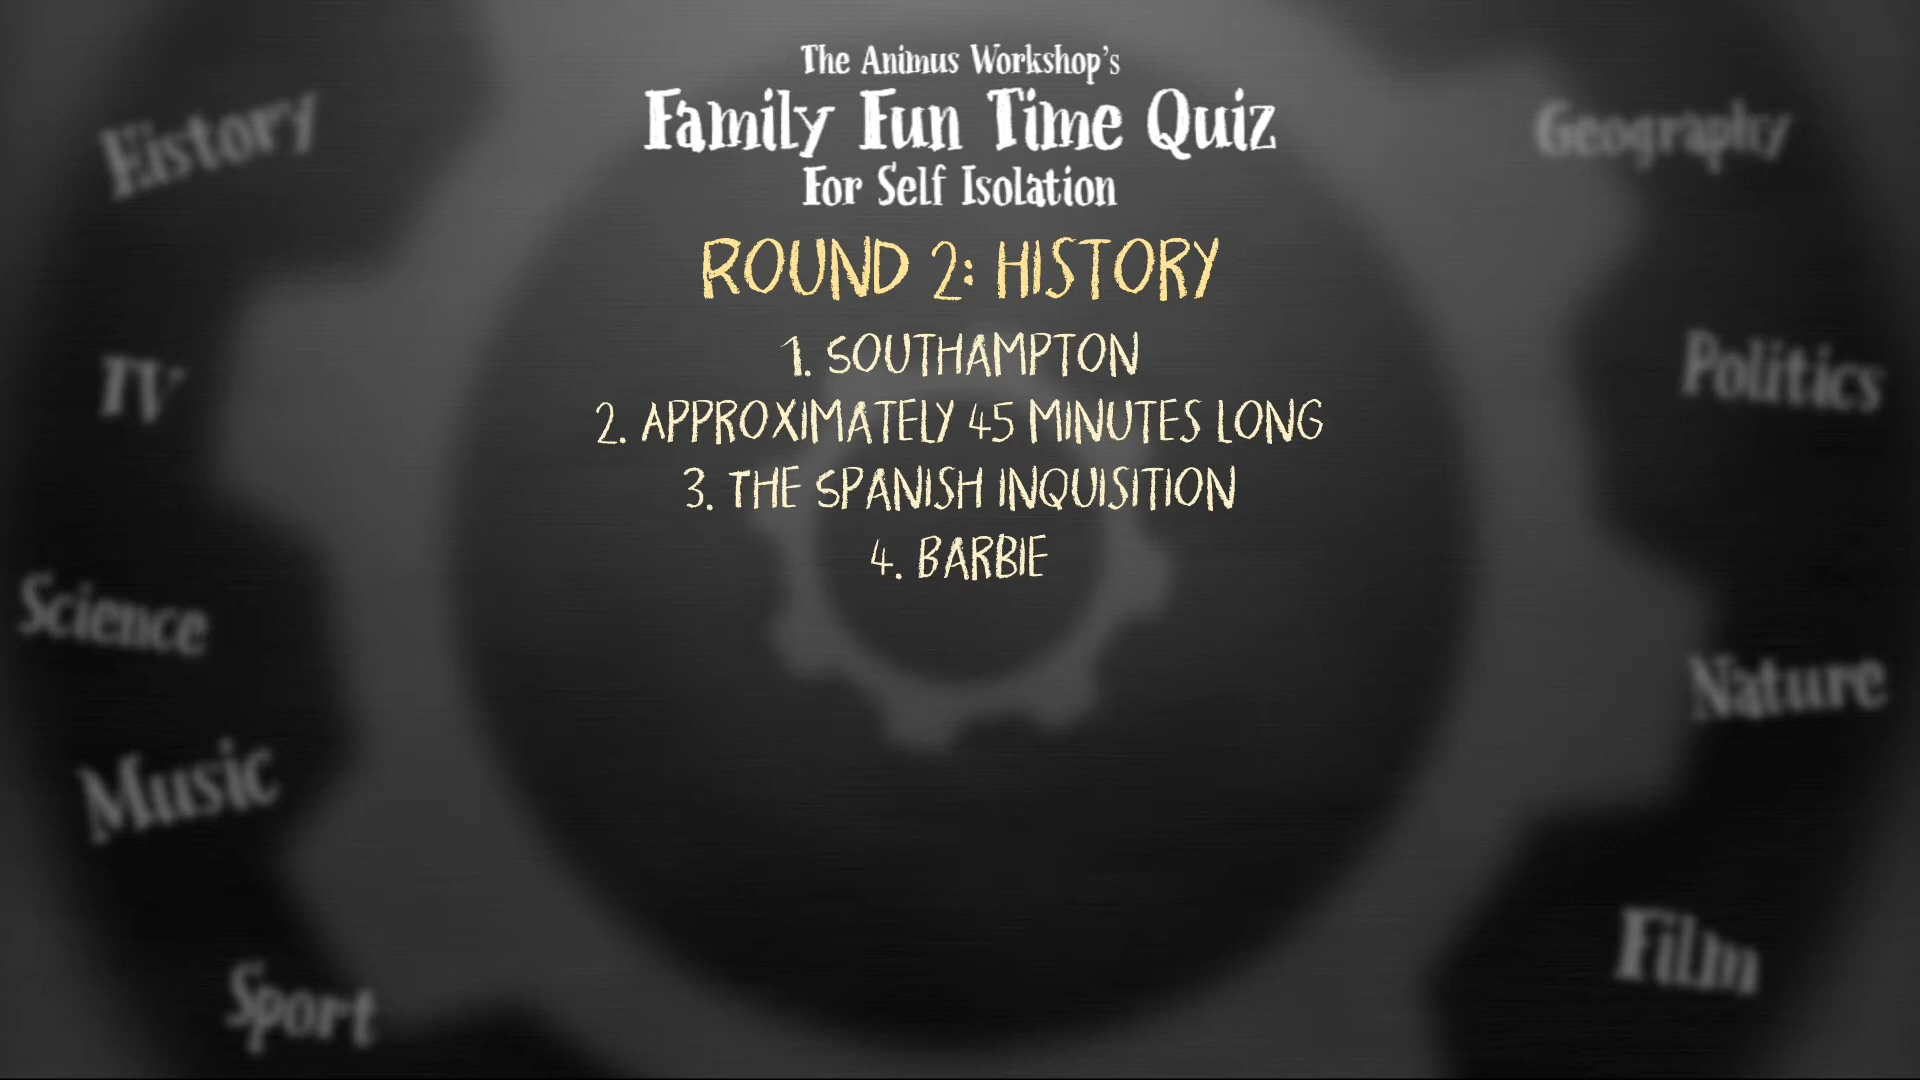 The Animus Workshop's
Family Fun Time Quiz
For Self Isolation
ROUND 2: HISTORY
1. SOUTHAMPTON
2. APPROXIMATELY 45 MINUTES LONG
3. THE SPANISH INQUISITION
4. BARBIE
History
TV
Science
Music
Sport
Geography
Politics
Nature
Film